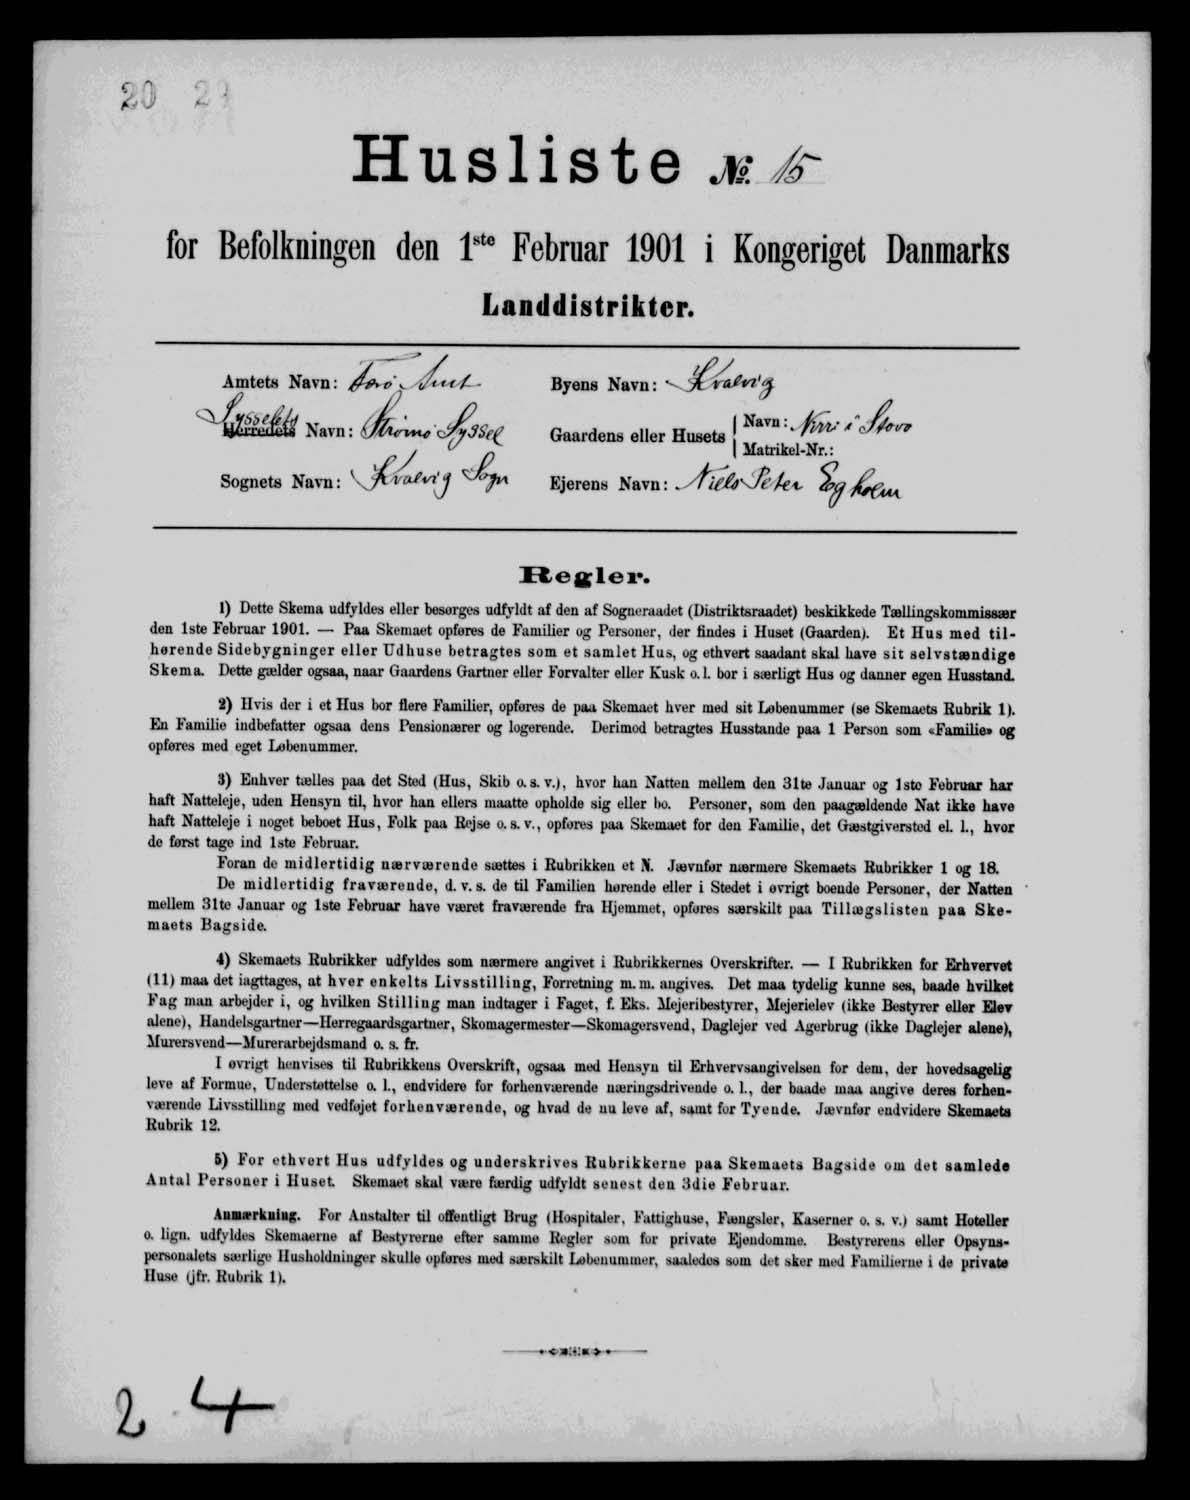 20 29
Husliste No. 15
for Befolkningen den 1ste Februar 1901 i Kongeriget Danmarks
Landdistrikter.
Amtets Navn: Færø Amt
Byens Navn: Kvalvig
Sysselets
Herredets Navn: Strømø Syssel
Gaardens eller Husets Navn: Nirri i Stovo
Matrikel-Nr.:
Sognets Navn: Kvalvig Sogn
Ejerens Navn: Niels Peter Egholm
Regler.
1) Dette Skema udfyldes eller besørges udfyldt af den af Sogneraadet (Distriktsraadet) beskikkede Tællingskommissær
den 1ste Februar 1901. — Paa Skemaet opføres de Familier og Personer, der findes i Huset (Gaarden). Et Hus med til-
hørende Sidebygninger eller Udhuse betragtes som et samlet Hus, og ethvert saadant skal have sit selvstændige
Skema. Dette gælder ogsaa, naar Gaardens Gartner eller Forvalter eller Kusk o. l. bor i særligt Hus og danner egen Husstand.
2) Hvis der i et Hus bor flere Familier, opføres de paa Skemaet hver med sit Løbenummer (se Skemaets Rubrik 1).
En Familie indbefatter ogsaa dens Pensionærer og logerende. Derimod betragtes Husstande paa 1 Person som «Familie» og
opføres med eget Løbenummer.
3) Enhver tælles paa det Sted (Hus, Skib o. s. v.), hvor han Natten mellem den 31te Januar og 1ste Februar har
haft Natteleje, uden Hensyn til, hvor han ellers maatte opholde sig eller bo. Personer, som den paagældende Nat ikke have
haft Natteleje i noget beboet Hus, Folk paa Rejse o. s. v., opføres paa Skemaet for den Familie, det Gæstgiversted el. l., hvor
de først tage ind 1ste Februar.
Foran de midlertidig nærværende sættes i Rubrikken et N. Jævnfør nærmere Skemaets Rubrikker 1 og 18.
De midlertidig fraværende, d. v. s. de til Familien hørende eller i Stedet i øvrigt boende Personer, der Natten
mellem 31te Januar og 1ste Februar have været fraværende fra Hjemmet, opføres særskilt paa Tillægslisten paa Ske-
maets Bagside.
4) Skemaets Rubrikker udfyldes som nærmere angivet i Rubrikkernes Overskrifter. — I Rubrikken for Erhvervet
(11) maa det iagttages, at hver enkelts Livsstilling, Forretning m. m. angives. Det maa tydelig kunne ses, baade hvilket
Fag man arbejder i, og hvilken Stilling man indtager i Faget, f. Eks. Mejeribestyrer, Mejerielev (ikke Bestyrer eller Elev
alene), Handelsgartner—Herregaardsgartner, Skomagermester—Skomagersvend, Daglejer ved Agerbrug (ikke Daglejer alene),
Murersvend—Murerarbejdsmand o. s. fr.
I øvrigt henvises til Rubrikkens Overskrift, ogsaa med Hensyn til Erhvervsangivelsen for dem, der hovedsagelig
leve af Formue, Understøttelse o. l., endvidere for forhenværende næringsdrivende o. l., der baade maa angive deres forhen-
værende Livsstilling med vedføjet forhenværende, og hvad de nu leve af, samt for Tyende. Jævnfør endvidere Skemaets
Rubrik 12.
5) For ethvert Hus udfyldes og underskrives Rubrikkerne paa Skemaets Bagside om det samlede
Antal Personer i Huset. Skemaet skal være færdig udfyldt senest den 3die Februar.
Anmærkning. For Anstalter til offentligt Brug (Hospitaler, Fattighuse, Fængsler, Kaserner o. s. v.) samt Hoteller
o. lign. udfyldes Skemaerne af Bestyrerne efter samme Regler som for private Ejendomme. Bestyrerens eller Opsyns-
personalets særlige Husholdninger skulle opføres med særskilt Løbenummer, saaledes som det sker med Familierne i de private
Huse (jfr. Rubrik 1).
2 4